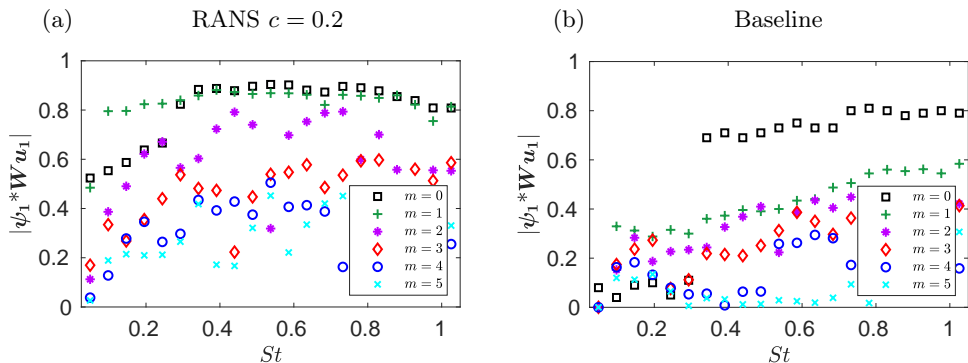 (a) RANS c = 0.2
1
0.8
0.6
0.4
0.2
0
0.2 0.4 0.6 0.8 1
St
|ψ₁*Wu₁|
m = 0
m = 1
m = 2
m = 3
m = 4
m = 5
(b) Baseline
1
0.8
0.6
0.4
0.2
0
0.2 0.4 0.6 0.8 1
St
|ψ₁*Wu₁|
m = 0
m = 1
m = 2
m = 3
m = 4
m = 5